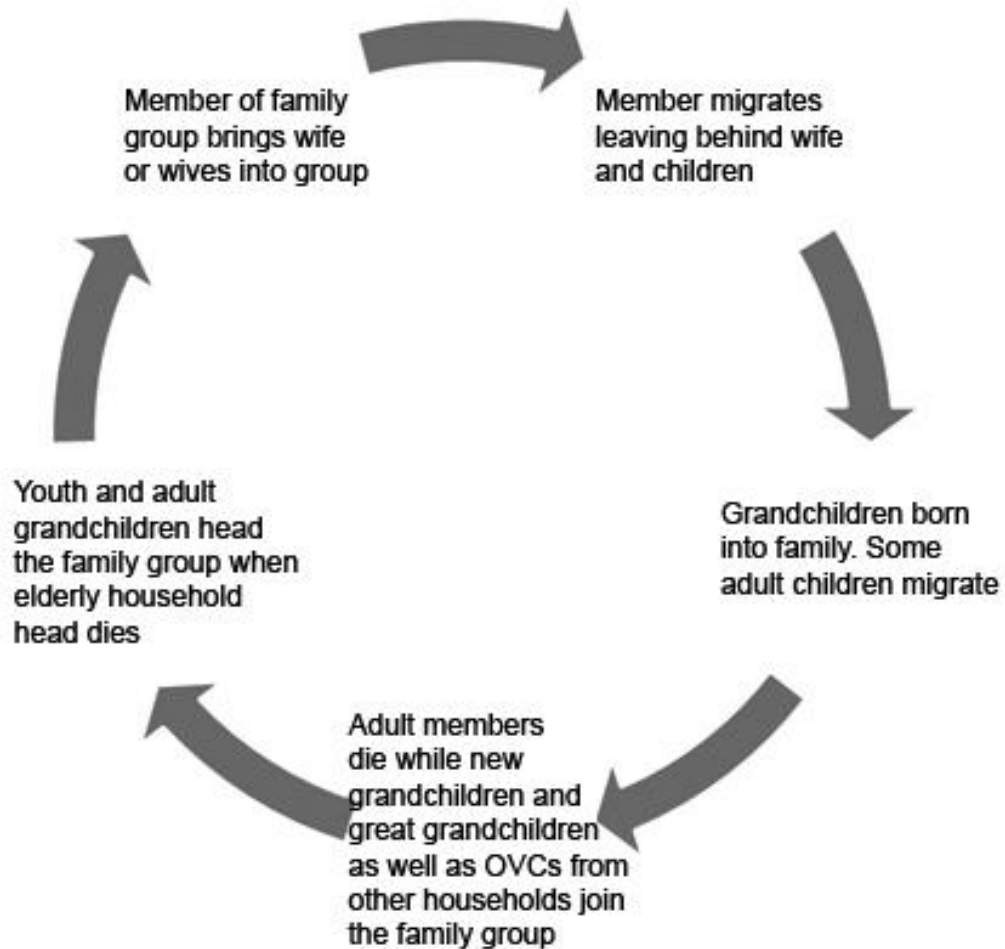 Member of family
group brings wife
or wives into group
Member migrates
leaving behind wife
and children
Grandchildren born
into family. Some
adult children migrate
Adult members
die while new
grandchildren and
great grandchildren
as well as OVCs from
other households join
the family group
Youth and adult
grandchildren head
the family group when
elderly household
head dies